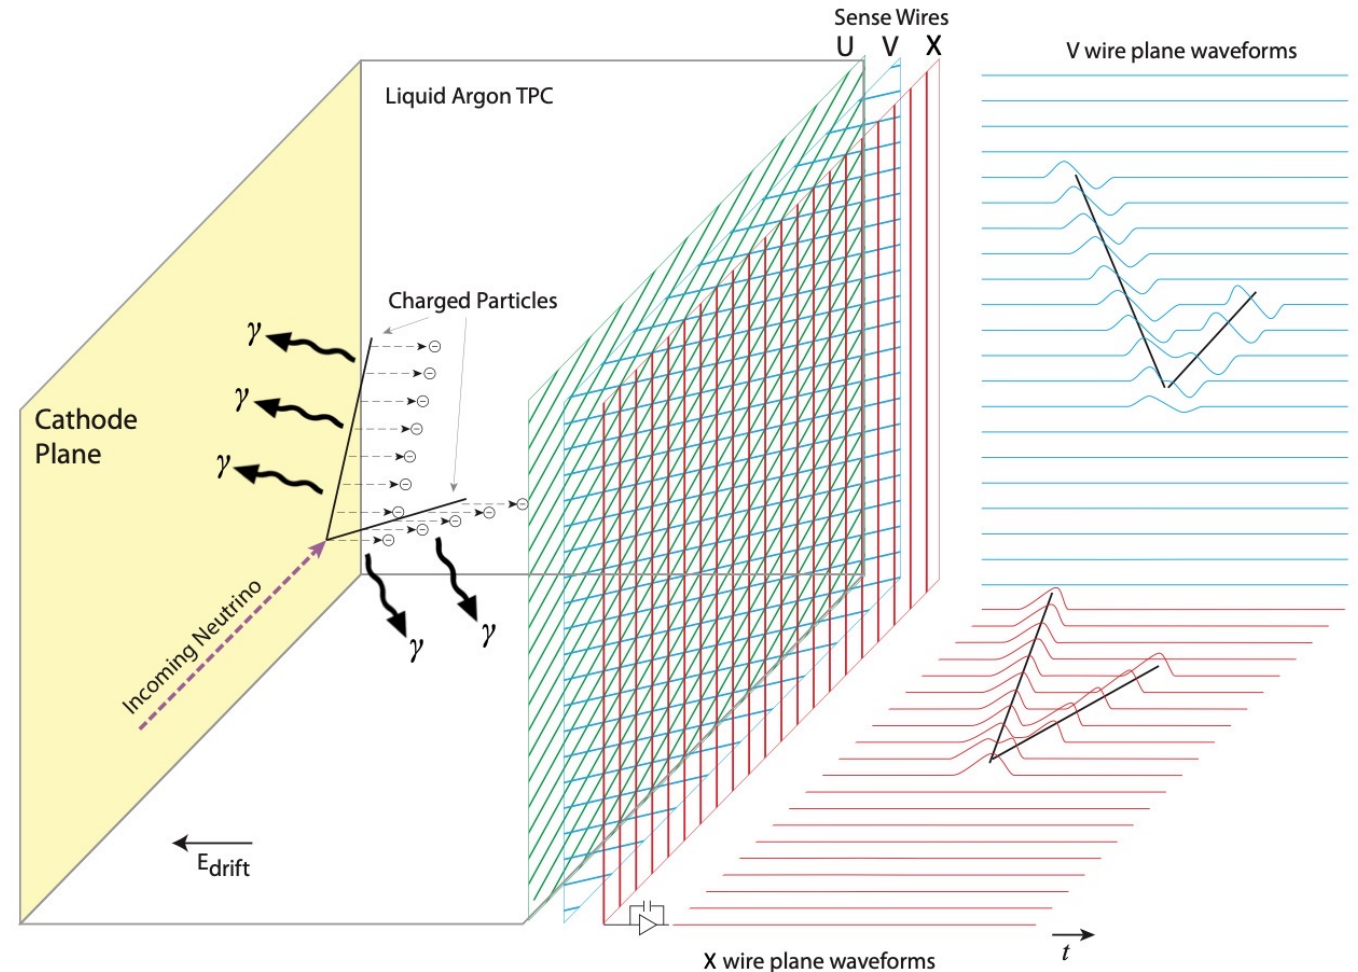 Sense Wires
U V X
V wire plane waveforms
Liquid Argon TPC
Charged Particles
γ
γ
γ
Cathode
Plane
γ
γ
Incoming Neutrino
Edrift
t
X wire plane waveforms